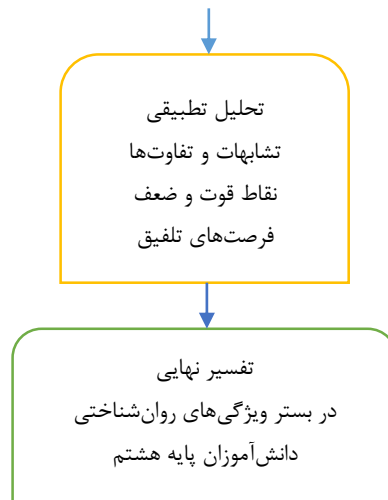 تحلیل تطبیقی
تشابهات و تفاوت‌ها
نقاط قوت و ضعف
فرصت‌های تلفیق
تفسیر نهایی
در بستر ویژگی‌های روان‌شناختی
دانش‌آموزان پایه هشتم